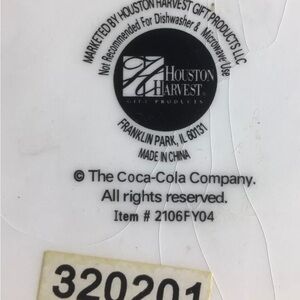 MARKETED BY HOUSTON HARVEST GIFT PRODUCTS LLC
Not Recommended For Dishwasher & Microwave Use
HOUSTON
HARVEST
GIFT PRODUCTS
FRANKLIN PARK, IL 60131
MADE IN CHINA
© The Coca-Cola Company.
All rights reserved.
Item # 2106FY04
320201